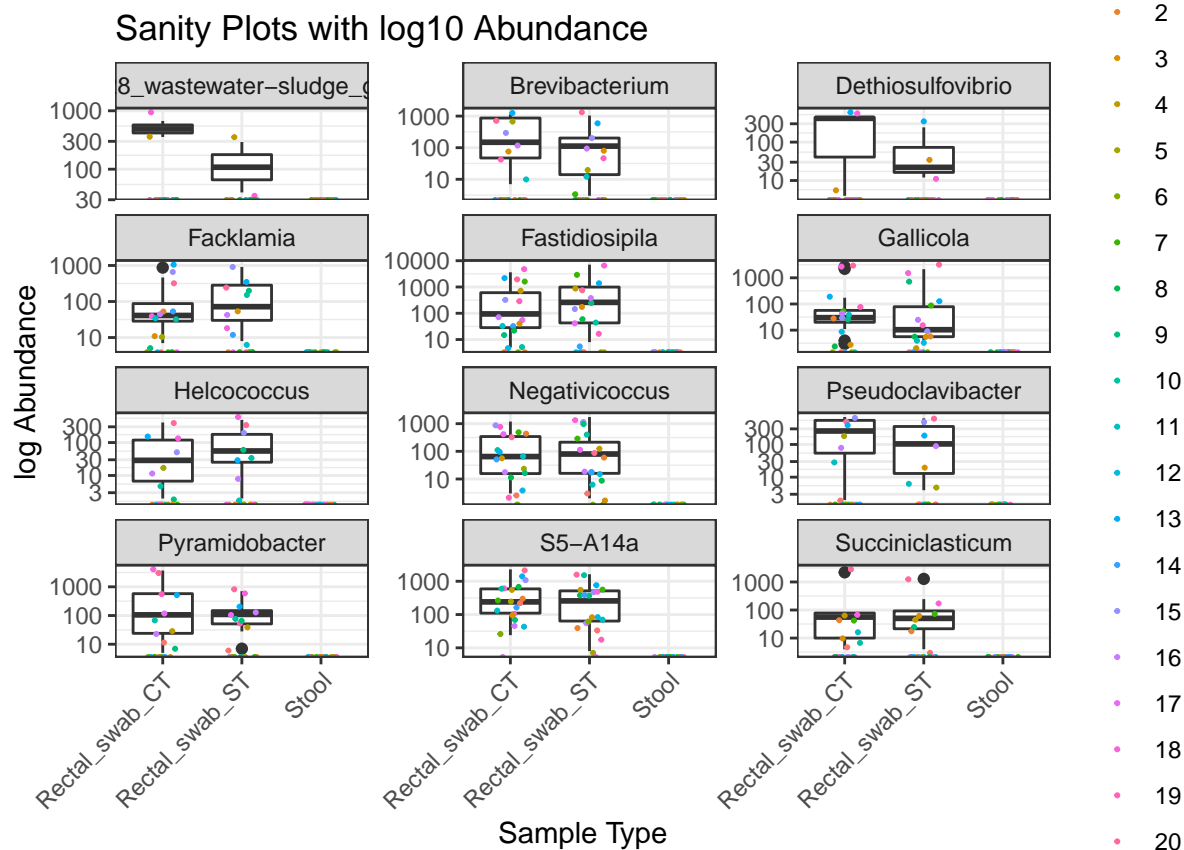 Sanity Plots with log10 Abundance
8_wastewater−sludge_g
Brevibacterium
Dethiosulfovibrio
1000
300
100
30
1000
100
10
300
100
30
10
Facklamia
Fastidiosipila
Gallicola
1000
100
10
10000
1000
100
10
1000
100
10
Helcococcus
Negativicoccus
Pseudoclavibacter
300
100
30
10
3
1000
100
10
300
100
30
10
3
Pyramidobacter
S5−A14a
Succiniclasticum
1000
100
10
1000
100
10
1000
100
10
Rectal_swab_CT
Rectal_swab_ST
Stool
Rectal_swab_CT
Rectal_swab_ST
Stool
Rectal_swab_CT
Rectal_swab_ST
Stool
log Abundance
Sample Type
2
3
4
5
6
7
8
9
10
11
12
13
14
15
16
17
18
19
20